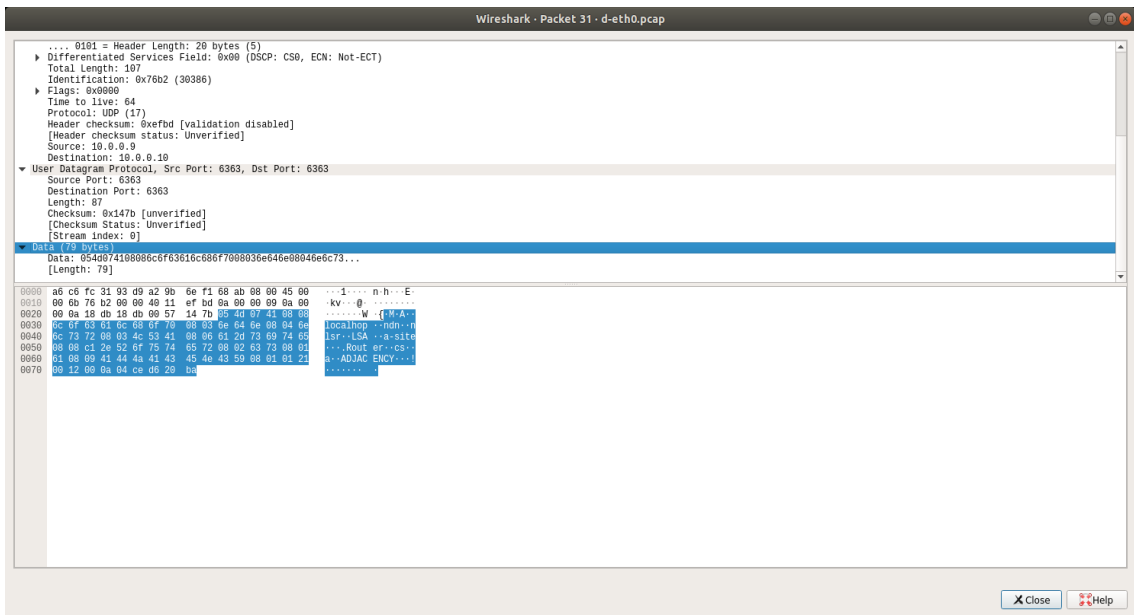 Wireshark · Packet 31 · d-eth0.pcap
.... 0101 = Header Length: 20 bytes (5)
Differentiated Services Field: 0x00 (DSCP: CS0, ECN: Not-ECT)
Total Length: 107
Identification: 0x76b2 (30386)
Flags: 0x0000
Time to live: 64
Protocol: UDP (17)
Header checksum: 0xefbd [validation disabled]
[Header checksum status: Unverified]
Source: 10.0.0.9
Destination: 10.0.0.10
User Datagram Protocol, Src Port: 6363, Dst Port: 6363
Source Port: 6363
Destination Port: 6363
Length: 87
Checksum: 0x147b [unverified]
[Checksum Status: Unverified]
[Stream index: 0]
Data (79 bytes)
Data: 054d074108086c6f63616c686f7008036e646e08046e6c73...
[Length: 79]
0000 a6 c6 fc 31 93 d9 a2 9b 6e f1 68 ab 08 00 45 00 ···1···· n·h···E·
0010 00 6b 76 b2 00 00 40 11 ef bd 0a 00 00 09 0a 00 ·kv···@· ········
0020 00 0a 18 db 18 db 00 57 14 7b 05 4d 07 41 08 08 ·······W ·{·M·A··
0030 6c 6f 63 61 6c 68 6f 70 08 03 6e 64 6e 08 04 6e localhop ··ndn··n
0040 6c 73 72 08 03 4c 53 41 08 06 61 2d 73 69 74 65 lsr··LSA ··a-site
0050 08 08 c1 2e 52 6f 75 74 65 72 08 02 63 73 08 01 ···.Rout er··cs··
0060 61 08 09 41 44 4a 41 43 45 4e 43 59 08 01 01 21 a··ADJAC ENCY···!
0070 00 12 00 0a 04 ce d6 20 ba ······· ·
Close
Help